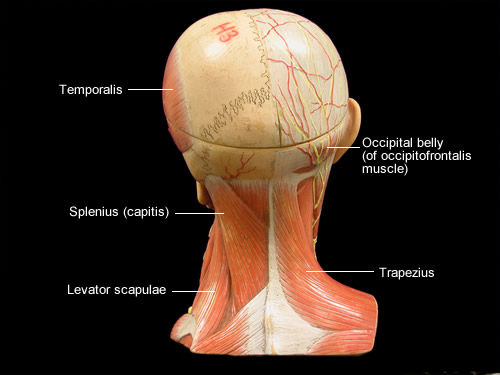 H3
Temporalis
Occipital belly
(of occipitofrontalis
muscle)
Splenius (capitis)
Trapezius
Levator scapulae